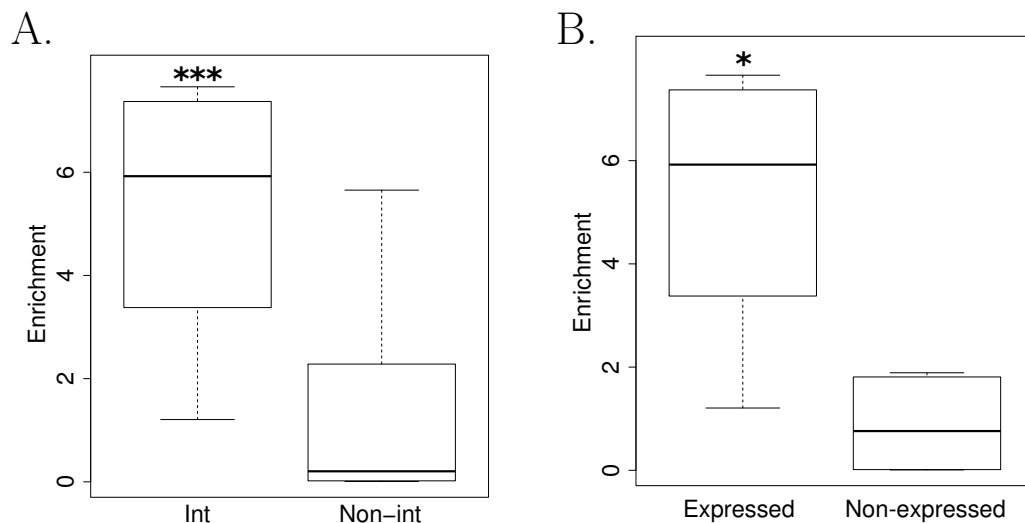 A.
***
Enrichment
6
4
2
0
Int
Non−int
B.
*
Enrichment
6
4
2
0
Expressed
Non-expressed